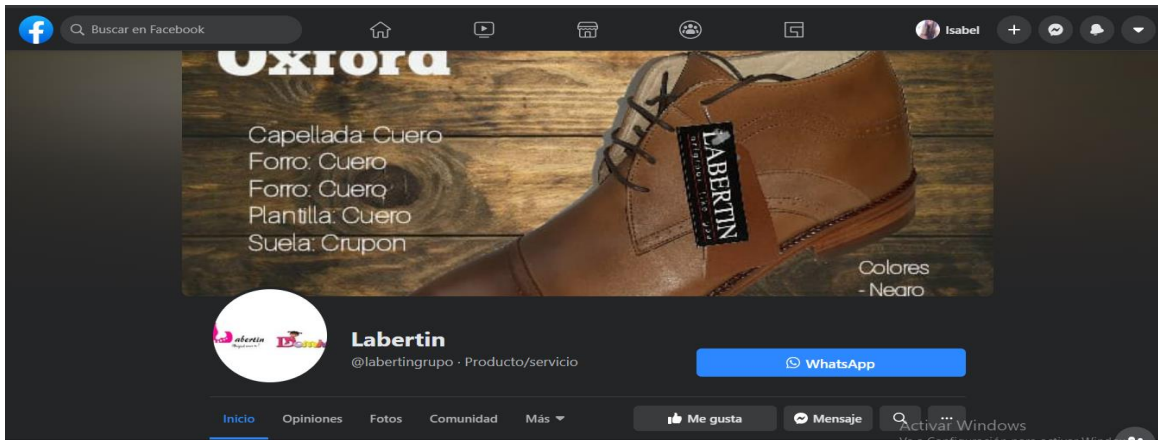 Buscar en Facebook
Isabel
Oxford
Capellada: Cuero
Forro: Cuero
Forro: Cuero
Plantilla: Cuero
Suela: Crupon
LABERTIN
Colores
- Negro
abertin
Labertin
@labertingrupo · Producto/servicio
WhatsApp
Inicio
Opiniones
Fotos
Comunidad
Más
Me gusta
Mensaje
Activar Windows